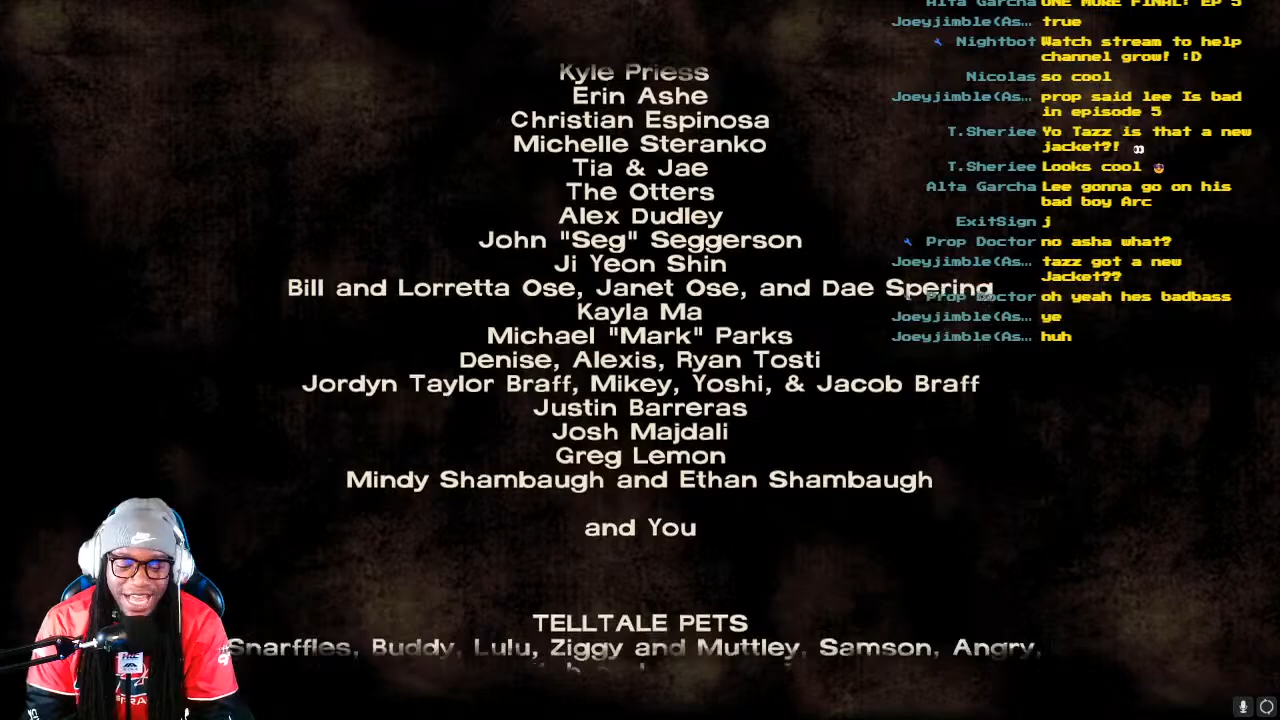 Kyle Priess
Erin Ashe
Christian Espinosa
Michelle Steranko
Tia & Jae
The Otters
Alex Dudley
John "Seg" Seggerson
Ji Yeon Shin
Bill and Lorretta Ose, Janet Ose, and Dae Spering
Kayla Ma
Michael "Mark" Parks
Denise, Alexis, Ryan Tosti
Jordyn Taylor Braff, Mikey, Yoshi, & Jacob Braff
Justin Barreras
Josh Majdali
Greg Lemon
Mindy Shambaugh and Ethan Shambaugh
and You
TELLTALE PETS
Snarffles, Buddy, Lulu, Ziggy and Muttley, Samson, Angry,
Alta Garcha ONE MORE FINAL: EP 5
Joeyjimble(As… true
Nightbot Watch stream to help
channel grow! :D
Nicolas so cool
Joeyjimble(As… prop said lee Is bad
in episode 5
T.Sheriee Yo Tazz is that a new
jacket?! 👀
T.Sheriee Looks cool
Alta Garcha Lee gonna go on his
bad boy Arc
ExitSign j
Prop Doctor no asha what?
Joeyjimble(As… tazz got a new
Jacket??
Prop Doctor oh yeah hes badbass
Joeyjimble(As… ye
Joeyjimble(As… huh